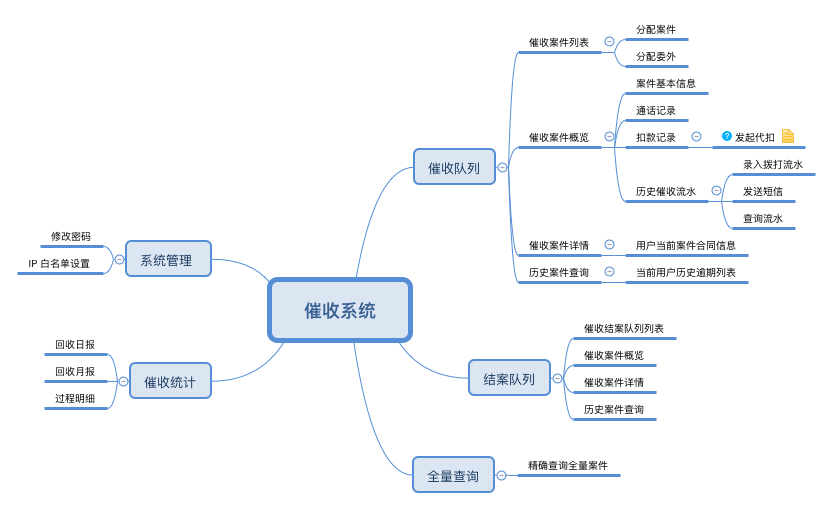 催收系统
催收队列
催收案件列表
分配案件
分配委外
催收案件概览
案件基本信息
通话记录
扣款记录
? 发起代扣
历史催收流水
录入拨打流水
发送短信
查询流水
催收案件详情
用户当前案件合同信息
历史案件查询
当前用户历史逾期列表
结案队列
催收结案队列列表
催收案件概览
催收案件详情
历史案件查询
全量查询
精确查询全量案件
系统管理
修改密码
IP 白名单设置
催收统计
回收日报
回收月报
过程明细